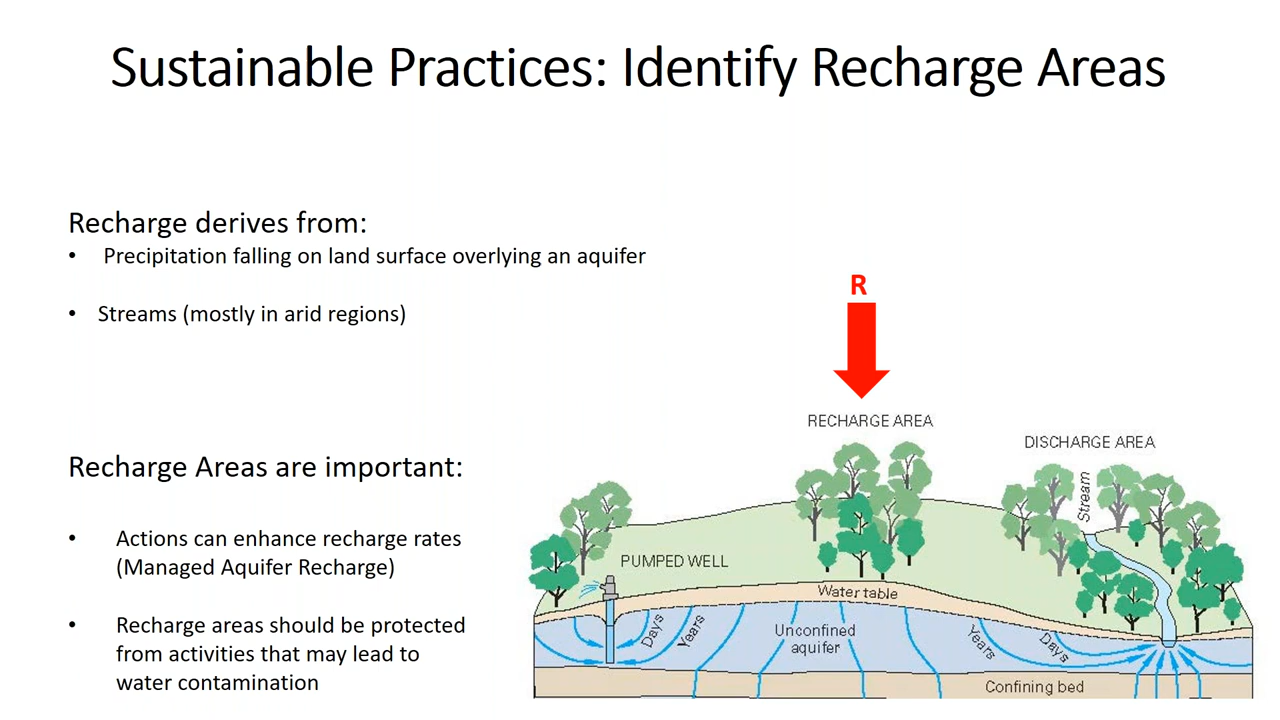 Sustainable Practices: Identify Recharge Areas
Recharge derives from:
• Precipitation falling on land surface overlying an aquifer
• Streams (mostly in arid regions)
Recharge Areas are important:
• Actions can enhance recharge rates
(Managed Aquifer Recharge)
• Recharge areas should be protected
from activities that may lead to
water contamination
R
RECHARGE AREA
DISCHARGE AREA
Stream
PUMPED WELL
Water table
Days
Years
Unconfined
aquifer
Years
Days
Confining bed